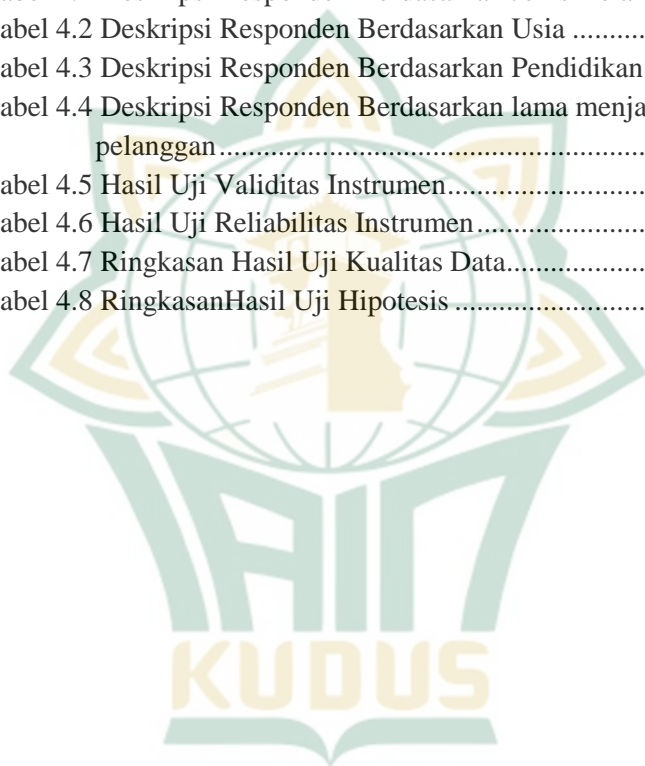 abel 4.2 Deskripsi Responden Berdasarkan Usia ..........
abel 4.3 Deskripsi Responden Berdasarkan Pendidikan
abel 4.4 Deskripsi Responden Berdasarkan lama menja
pelanggan.............................................................
abel 4.5 Hasil Uji Validitas Instrumen............................
abel 4.6 Hasil Uji Reliabilitas Instrumen........................
abel 4.7 Ringkasan Hasil Uji Kualitas Data....................
abel 4.8 RingkasanHasil Uji Hipotesis ...........................
IAIN
KUDUS